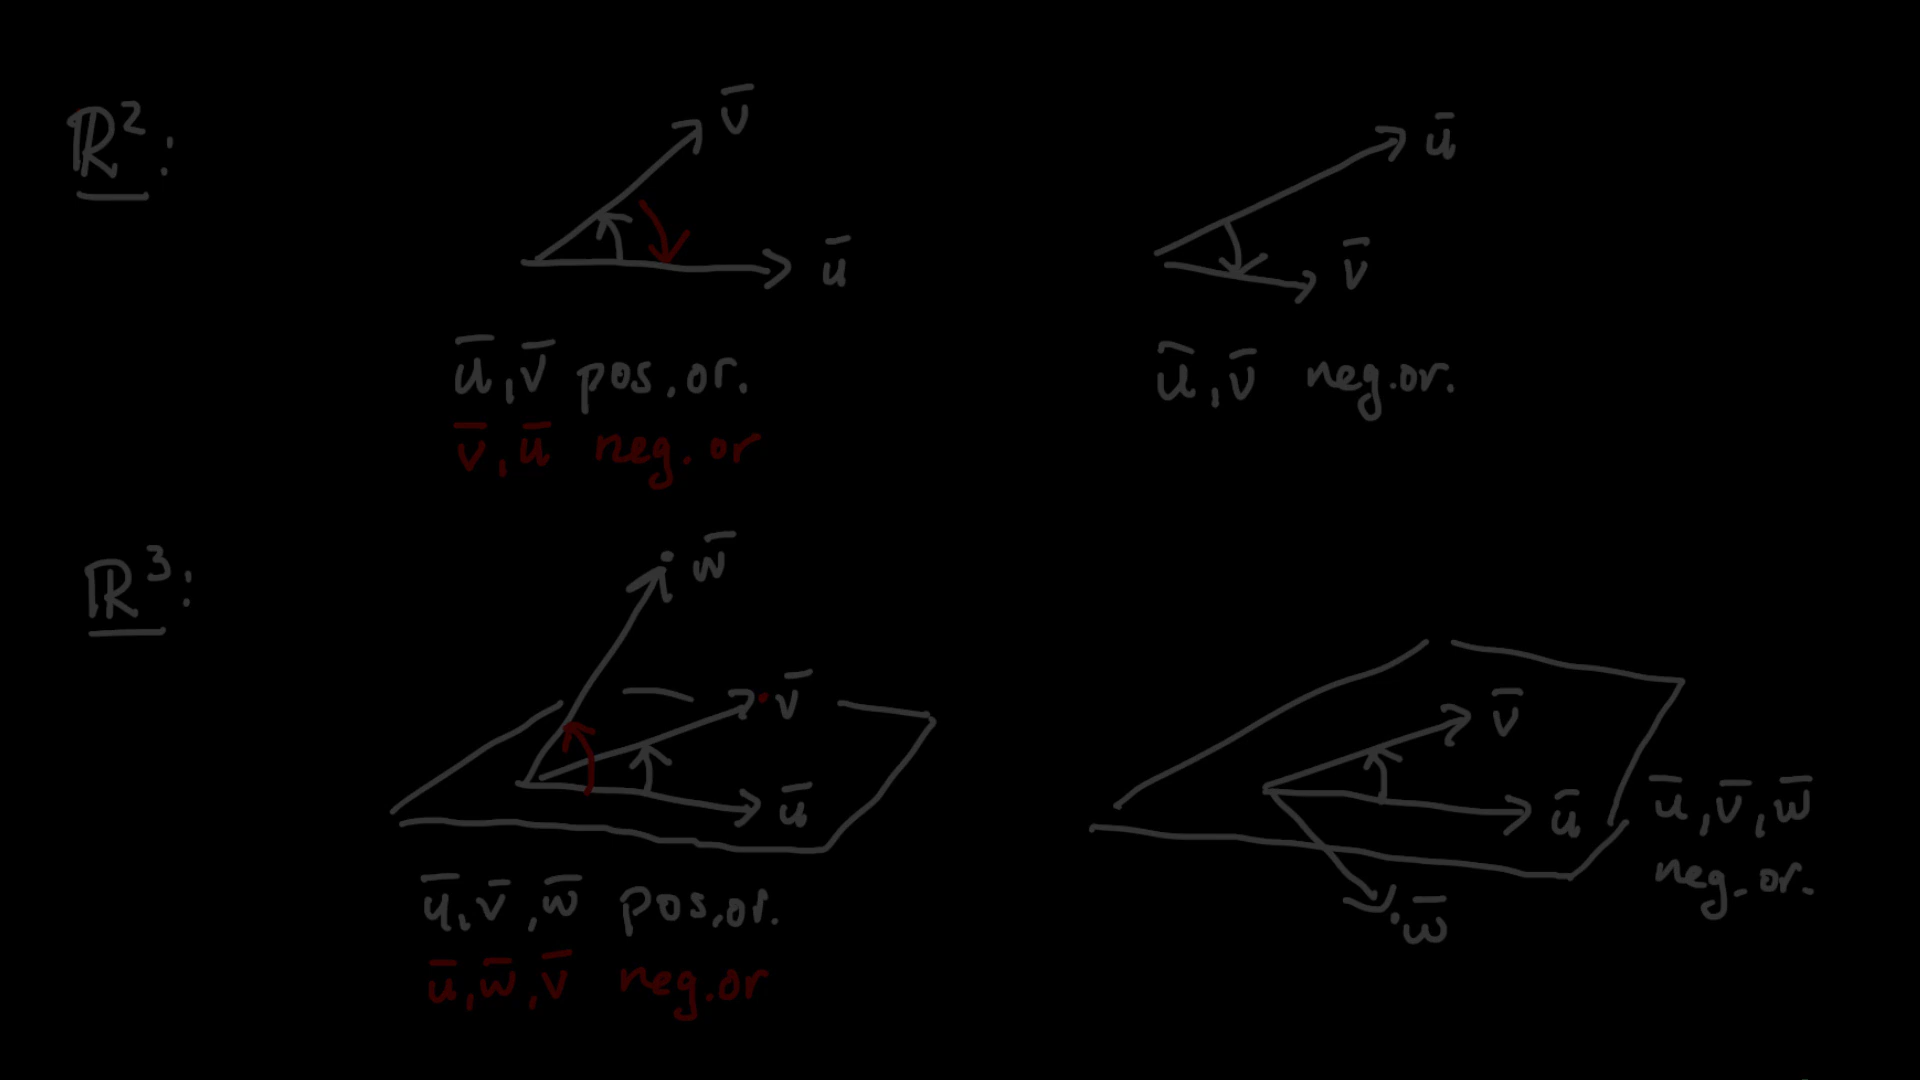 ℝ²:
v̄
ū
ū, v̄ pos. or.
v̄, ū neg. or
ū
v̄
ū, v̄ neg. or.
ℝ³:
w̄
v̄
ū
ū, v̄, w̄ pos. or.
ū, w̄, v̄ neg. or
v̄
ū
w̄
ū, v̄, w̄
neg. or.